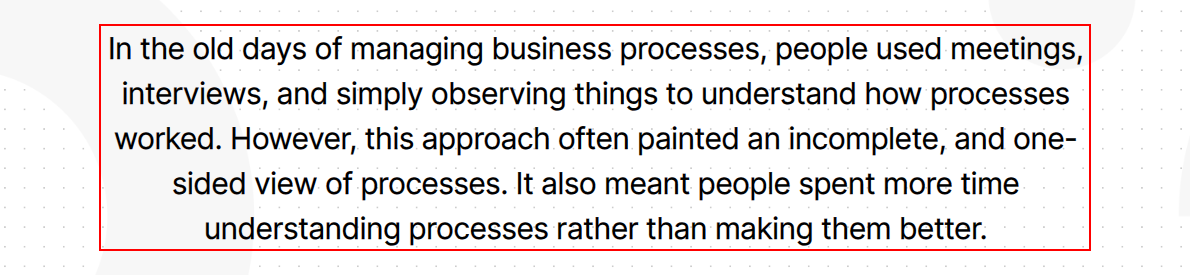 In the old days of managing business processes, people used meetings,
interviews, and simply observing things to understand how processes
worked. However, this approach often painted an incomplete, and one-
sided view of processes. It also meant people spent more time
understanding processes rather than making them better.